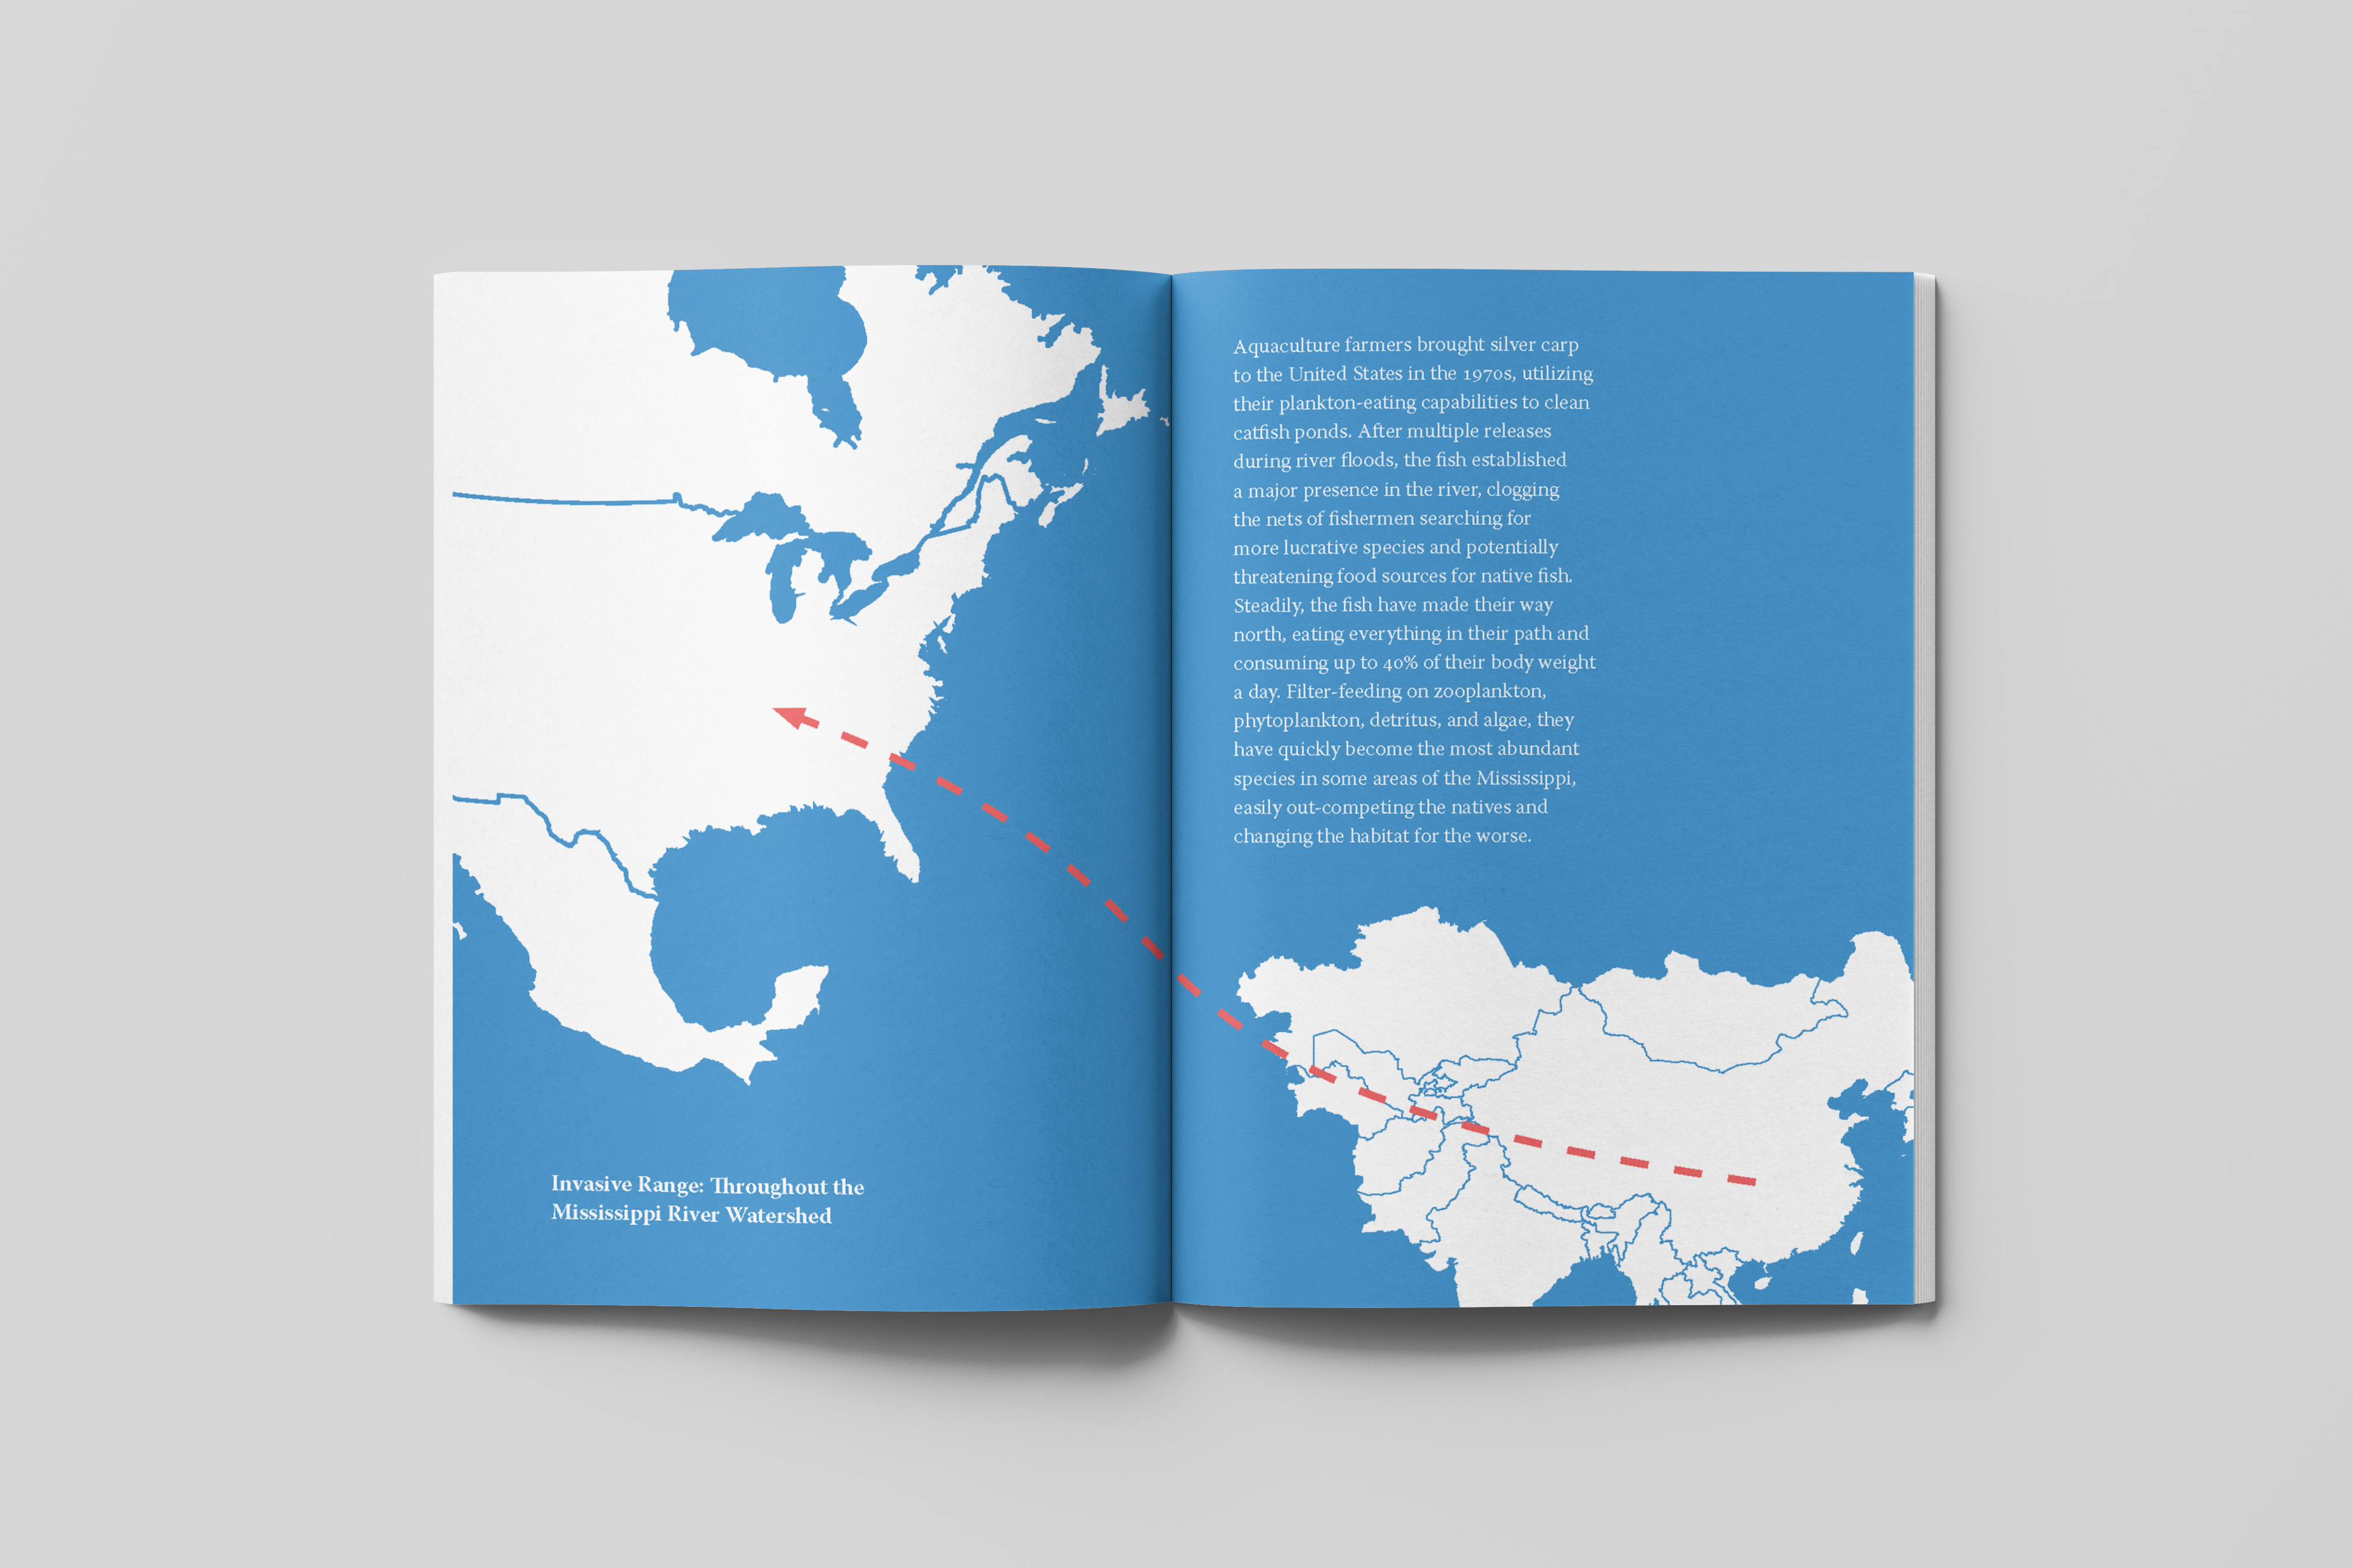 Invasive Range: Throughout the
Mississippi River Watershed
Aquaculture farmers brought silver carp
to the United States in the 1970s, utilizing
their plankton-eating capabilities to clean
catfish ponds. After multiple releases
during river floods, the fish established
a major presence in the river, clogging
the nets of fishermen searching for
more lucrative species and potentially
threatening food sources for native fish.
Steadily, the fish have made their way
north, eating everything in their path and
consuming up to 40% of their body weight
a day. Filter-feeding on zooplankton,
phytoplankton, detritus, and algae, they
have quickly become the most abundant
species in some areas of the Mississippi,
easily out-competing the natives and
changing the habitat for the worse.